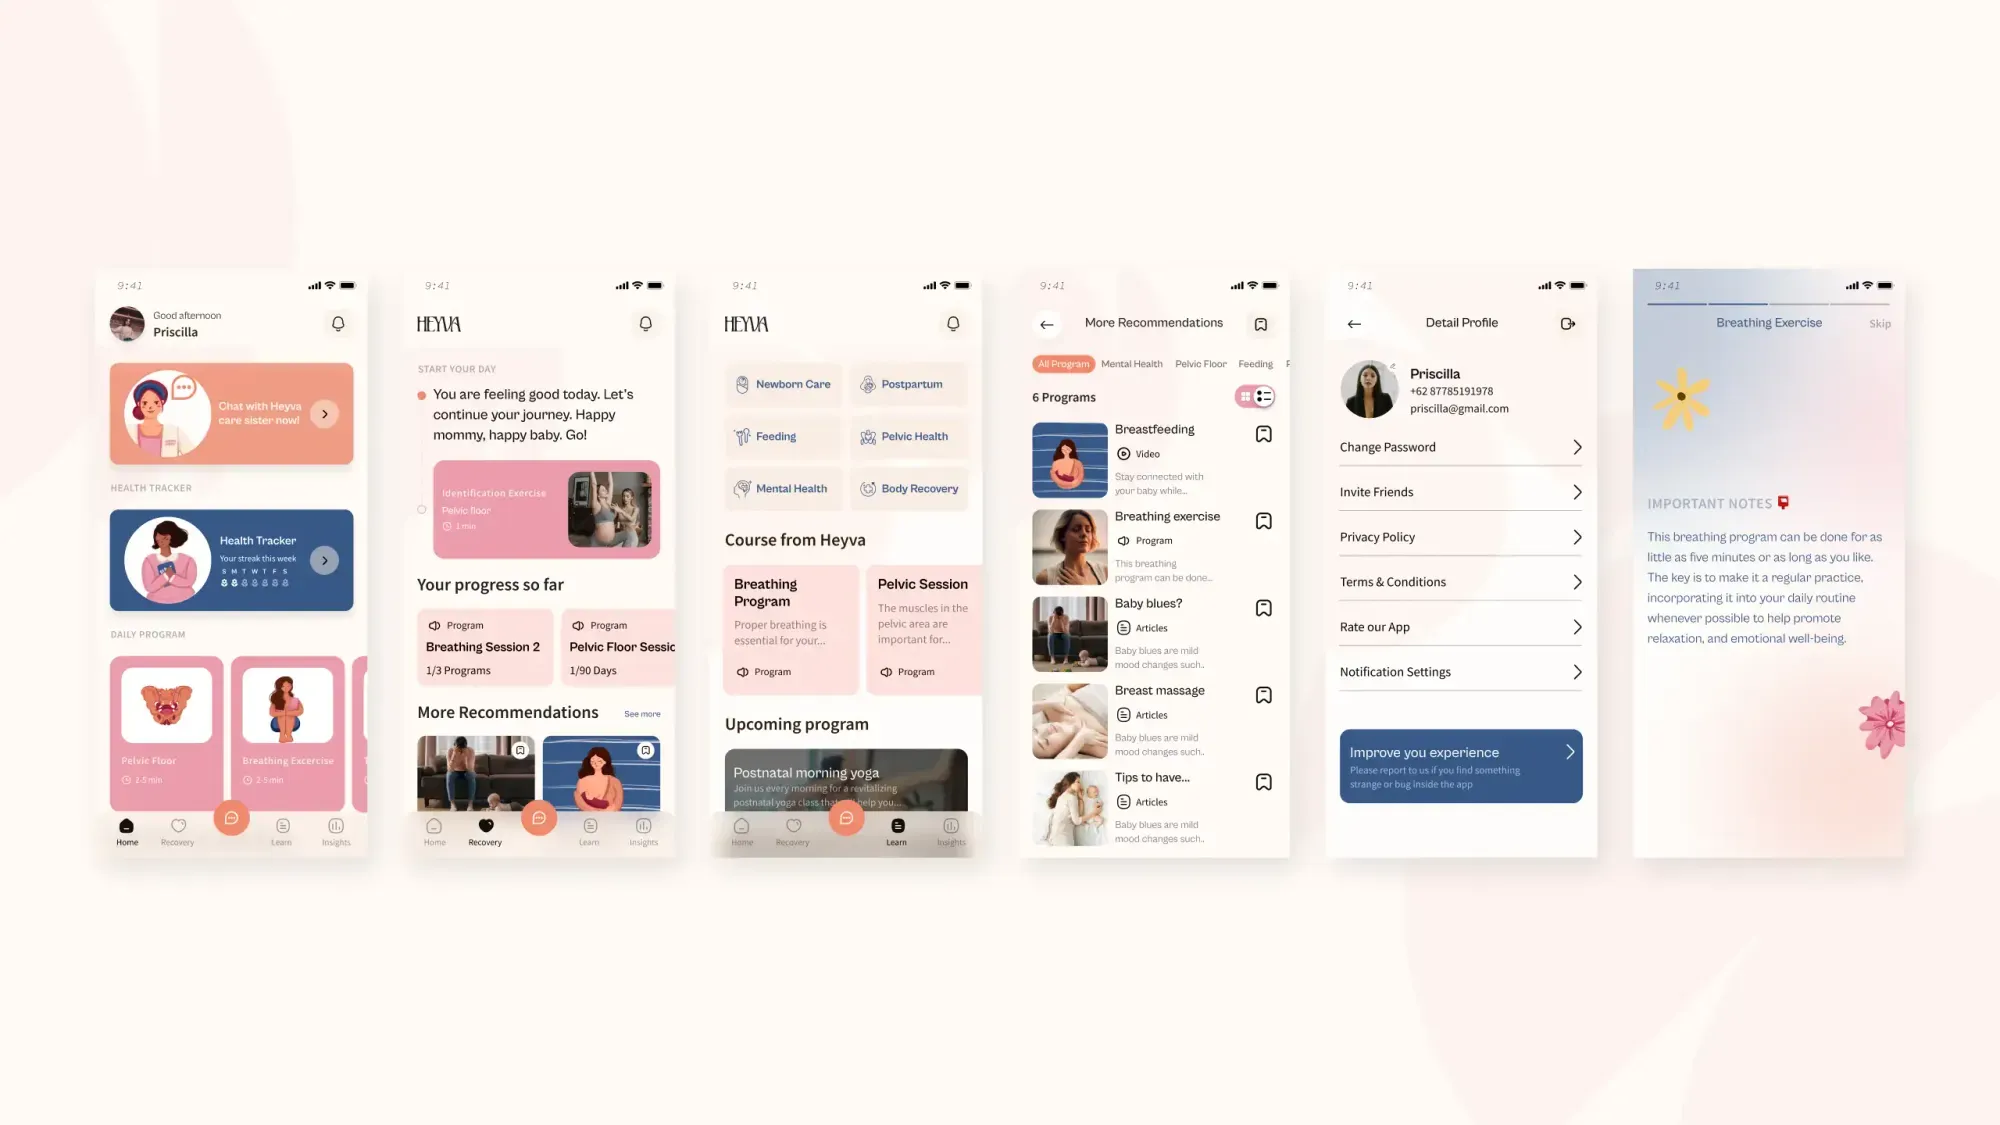 9:41
Good afternoon
Priscilla
Chat with Heyva
care sister now!
HEALTH TRACKER
Health Tracker
Your streak this week
S M T W T F S
8 8 8 8 8 8 8
DAILY PROGRAM
Pelvic Floor
2-5 min
Breathing Excercise
2-5 min
Home
Recovery
Learn
Insights
9:41
HEYVA
START YOUR DAY
You are feeling good today. Let's
continue your journey. Happy
mommy, happy baby. Go!
Identification Exercise
Pelvic floor
1 min
Your progress so far
Program
Breathing Session 2
1/3 Programs
Program
Pelvic Floor Sessio
1/90 Days
More Recommendations
See more
Home
Recovery
Learn
Insights
9:41
HEYVA
Newborn Care
Postpartum
Feeding
Pelvic Health
Mental Health
Body Recovery
Course from Heyva
Breathing
Program
Proper breathing is
essential for your...
Program
Pelvic Session
The muscles in the
pelvic area are
important for...
Program
Upcoming program
Postnatal morning yoga
Join us every morning for a revitalizing
postnatal yoga class that help you...
Home
Recovery
Learn
Insights
9:41
More Recommendations
All Program
Mental Health
Pelvic Floor
Feeding
6 Programs
Breastfeeding
Video
Stay connected with
your baby while...
Breathing exercise
Program
This breathing
program can be done...
Baby blues?
Articles
Baby blues are mild
mood changes such..
Breast massage
Articles
Baby blues are mild
mood changes such..
Tips to have...
Articles
Baby blues are mild
mood changes such..
9:41
Detail Profile
Priscilla
+62 87785191978
priscilla@gmail.com
Change Password
Invite Friends
Privacy Policy
Terms & Conditions
Rate our App
Notification Settings
Improve you experience
Please report to us if you find something
strange or bug inside the app
9:41
Breathing Exercise
Skip
IMPORTANT NOTES
This breathing program can be done for as
little as five minutes or as long as you like.
The key is to make it a regular practice,
incorporating it into your daily routine
whenever possible to help promote
relaxation, and emotional well-being.